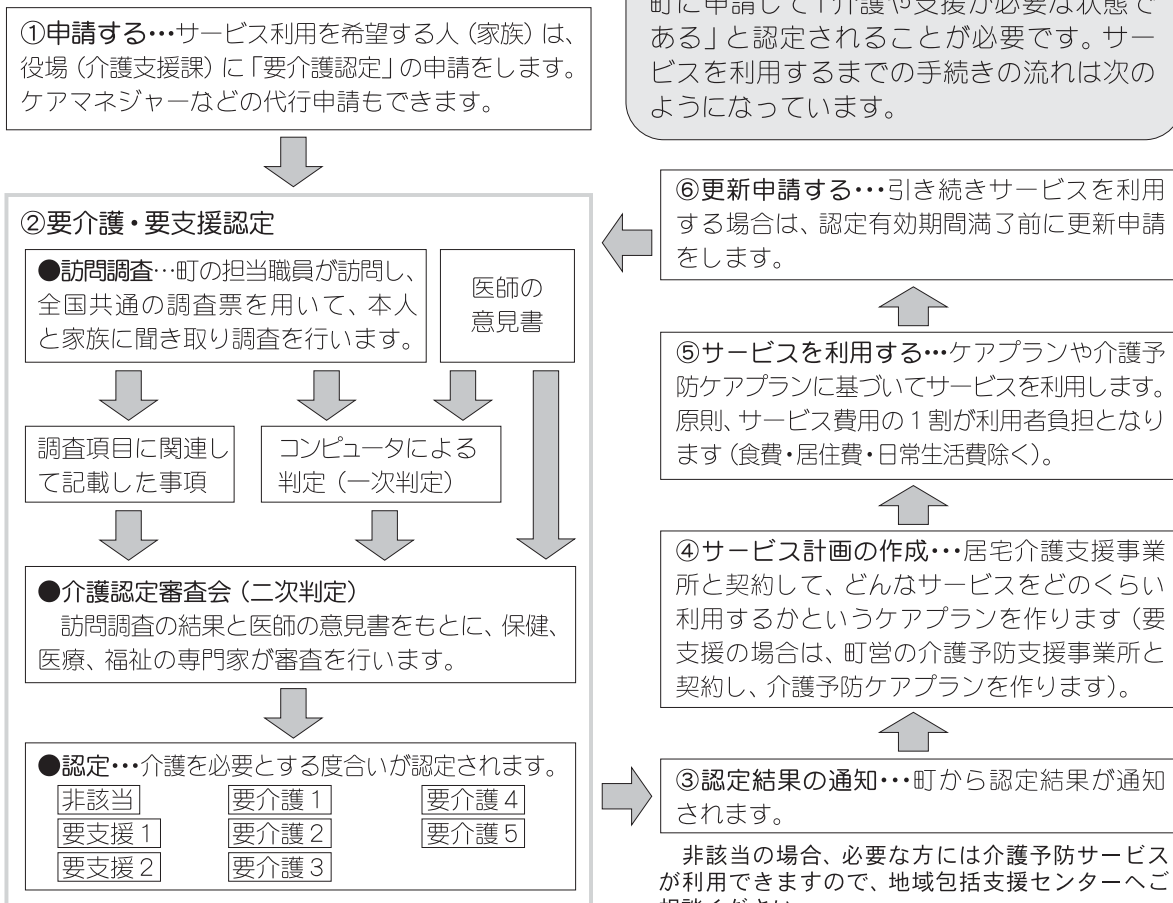 ①申請する･･･サービス利用を希望する人（家族）は、
役場（介護支援課）に「要介護認定」の申請をします。
ケアマネジャーなどの代行申請もできます。
町に申請して「介護や支援が必要な状態で
ある」と認定されることが必要です。サー
ビスを利用するまでの手続きの流れは次の
ようになっています。
②要介護・要支援認定
●訪問調査…町の担当職員が訪問し、
全国共通の調査票を用いて、本人
と家族に聞き取り調査を行います。
医師の
意見書
調査項目に関連し
て記載した事項
コンピュータによる
判定（一次判定）
●介護認定審査会（二次判定）
訪問調査の結果と医師の意見書をもとに、保健、
医療、福祉の専門家が審査を行います。
●認定･･･介護を必要とする度合いが認定されます。
非該当 要介護１ 要介護４
要支援１ 要介護２ 要介護５
要支援２ 要介護３
③認定結果の通知･･･町から認定結果が通知
されます。
非該当の場合、必要な方には介護予防サービス
が利用できますので、地域包括支援センターへご
相談ください。
④サービス計画の作成･･･居宅介護支援事業
所と契約して、どんなサービスをどのくらい
利用するかというケアプランを作ります（要
支援の場合は、町営の介護予防支援事業所と
契約し、介護予防ケアプランを作ります）。
⑤サービスを利用する･･･ケアプランや介護予
防ケアプランに基づいてサービスを利用します。
原則、サービス費用の１割が利用者負担となり
ます（食費・居住費・日常生活費除く）。
⑥更新申請する･･･引き続きサービスを利用
する場合は、認定有効期間満了前に更新申請
をします。